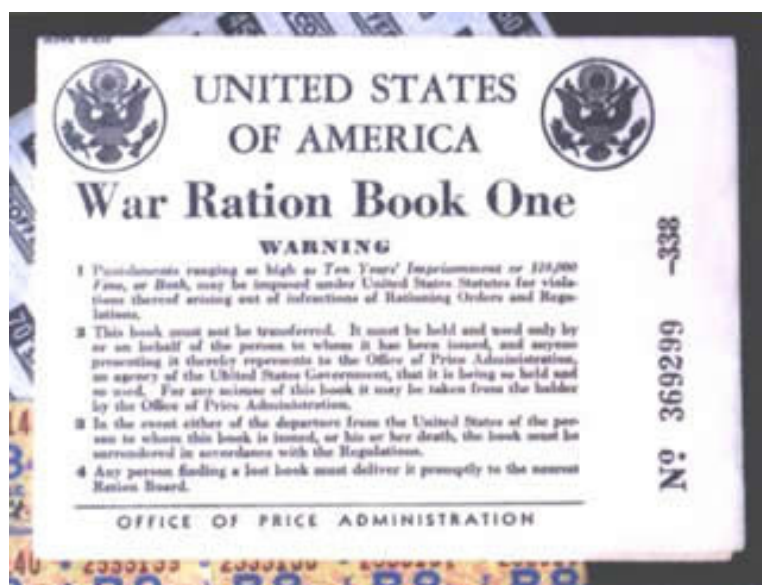 UNITED STATES
OF AMERICA
War Ration Book One
WARNING
1 Punishments ranging as high as Ten Years' Imprisonment or $10,000
Fine, or Both, may be imposed under United States Statutes for viola-
tions thereof arising out of infractions of Rationing Orders and Regu-
lations.
2 This book must not be transferred. It must be held and used only by
or on behalf of the person to whom it has been issued, and anyone
presenting it thereby represents to the Office of Price Administration,
an agency of the United States Government, that it is being so held and
so used. For any misuse of this book it may be taken from the holder
by the Office of Price Administration.
3 In the event either of the departure from the United States of the per-
son to whom this book is issued, or his or her death, the book must be
surrendered in accordance with the Regulations.
4 Any person finding a lost book must deliver it promptly to the nearest
Ration Board.
OFFICE OF PRICE ADMINISTRATION
Nº 369299 -338